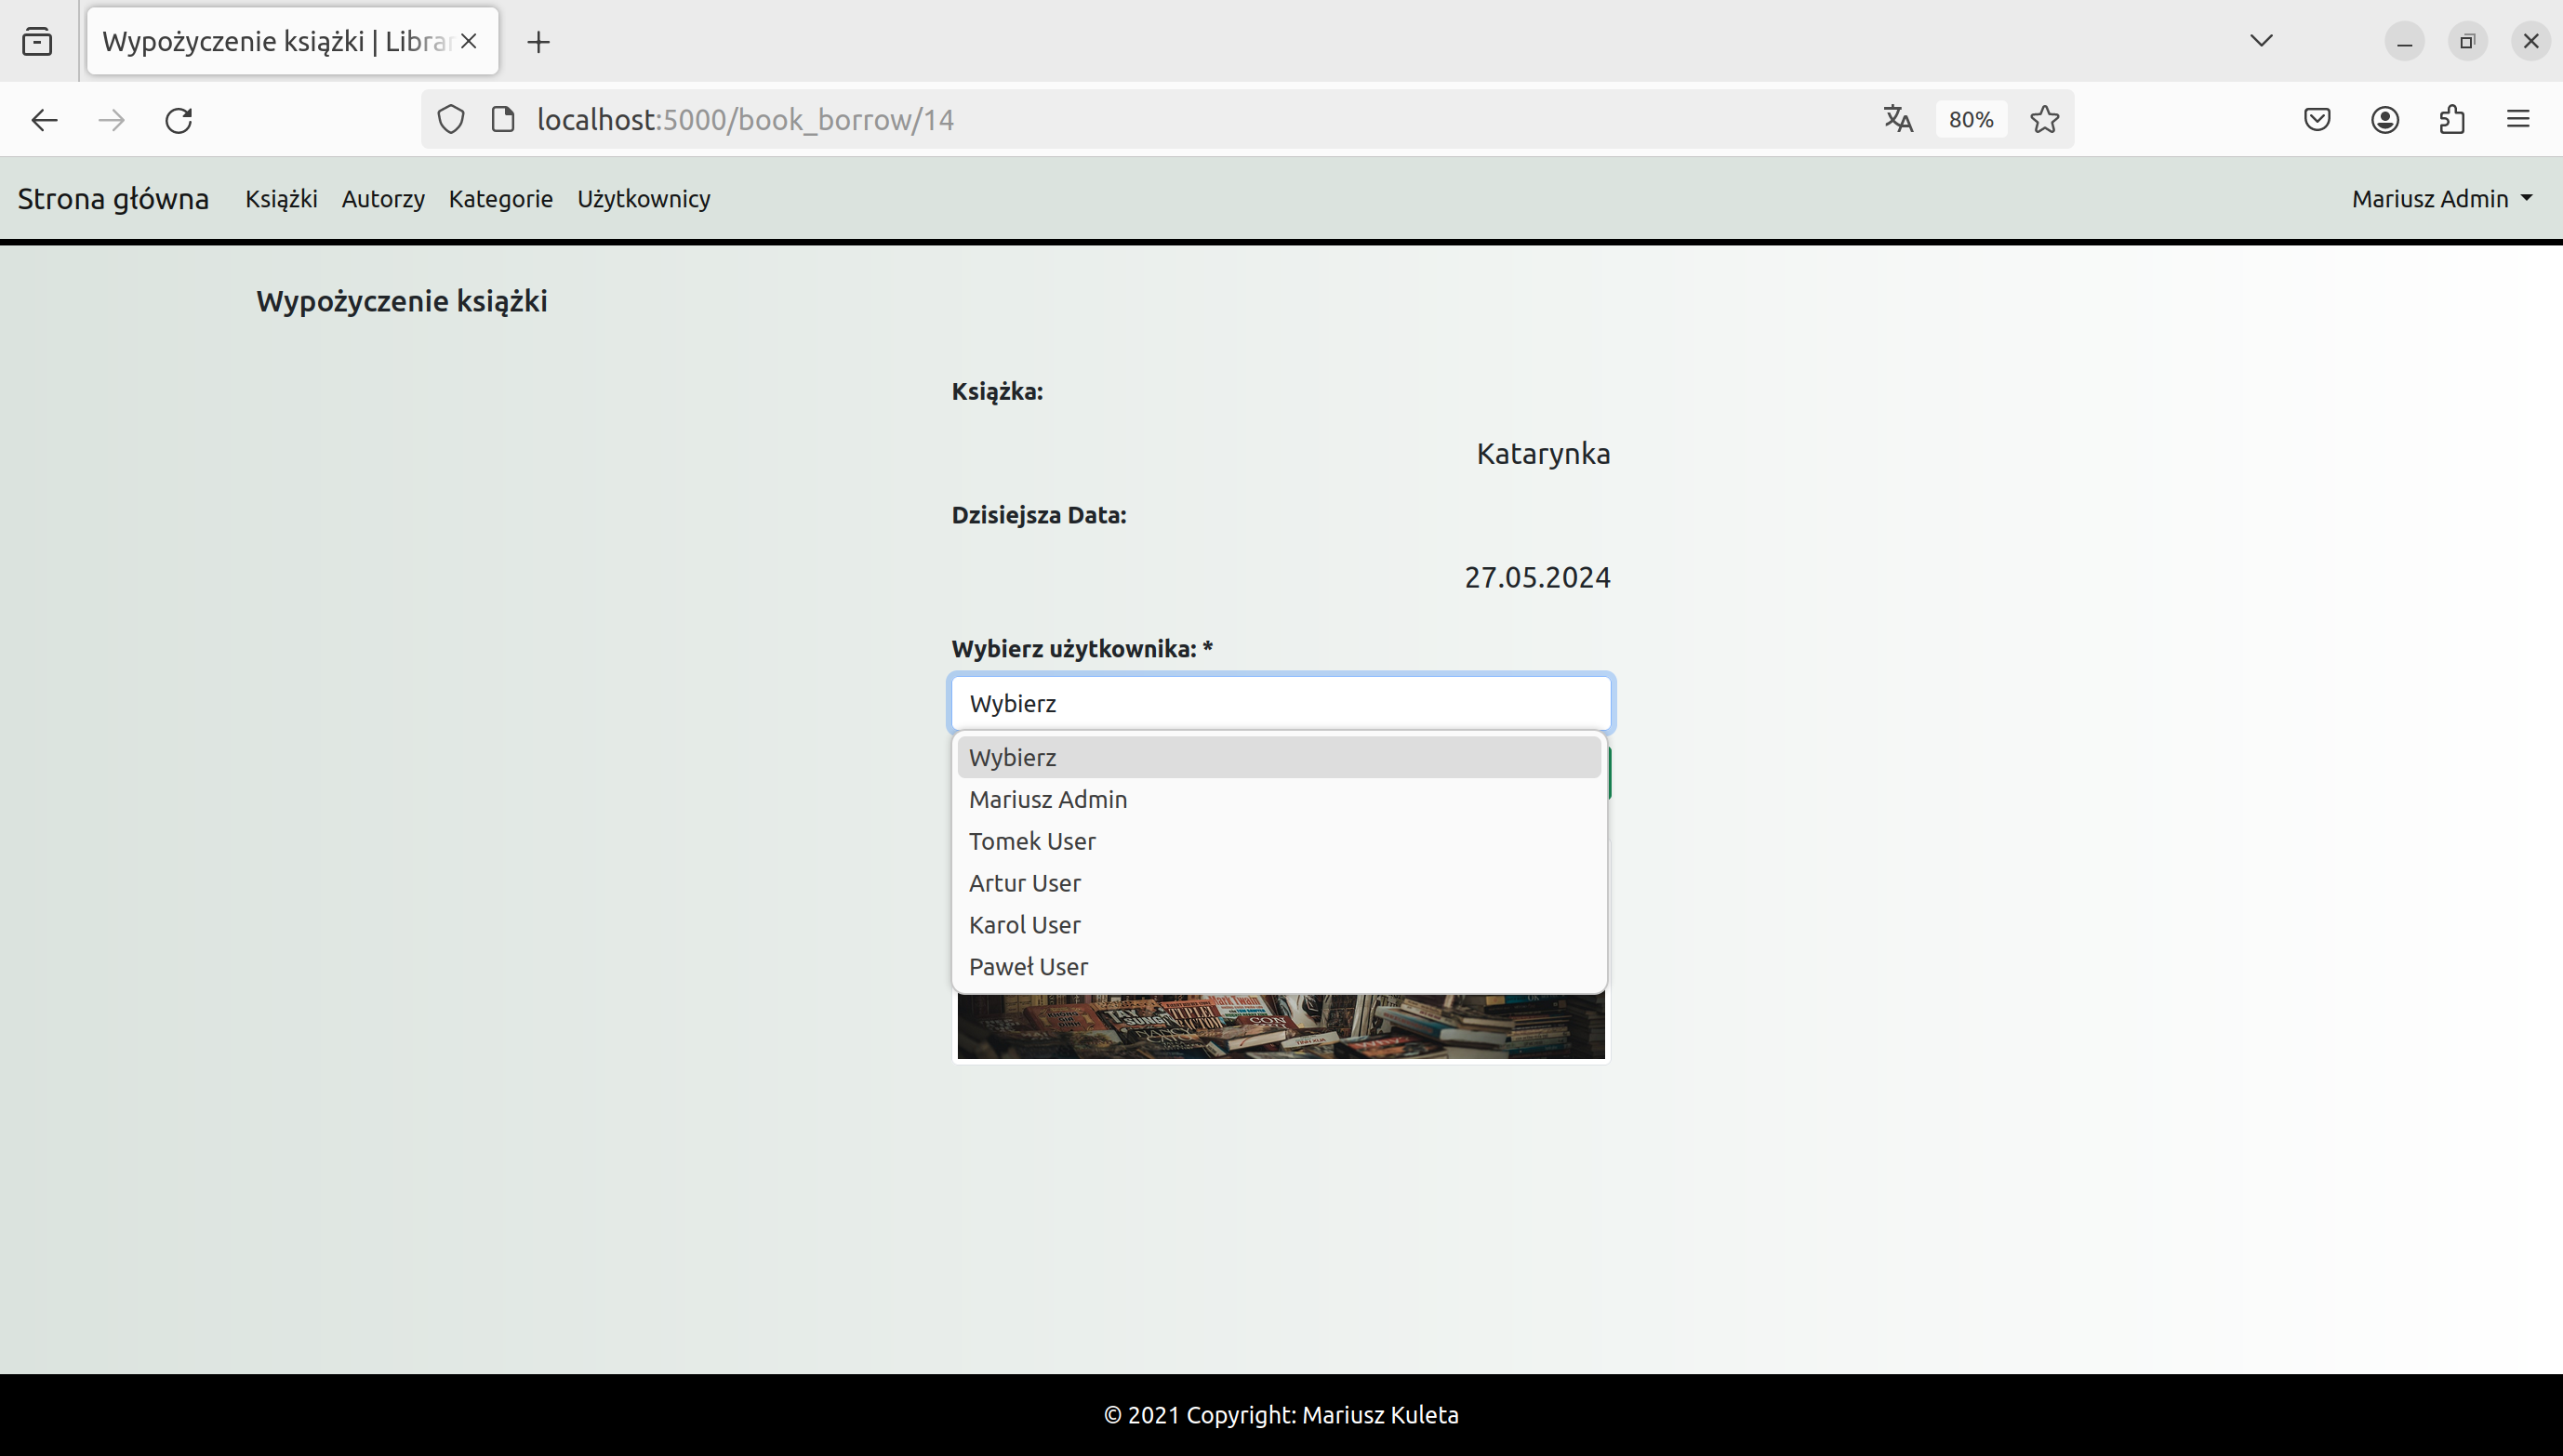 Wypożyczenie książki | Librar
localhost:5000/book_borrow/14
80%
Strona główna Książki Autorzy Kategorie Użytkownicy Mariusz Admin
Wypożyczenie książki
Książka:
Katarynka
Dzisiejsza Data:
27.05.2024
Wybierz użytkownika: *
Wybierz
Wybierz
Mariusz Admin
Tomek User
Artur User
Karol User
Paweł User
Mark Twain
© 2021 Copyright: Mariusz Kuleta